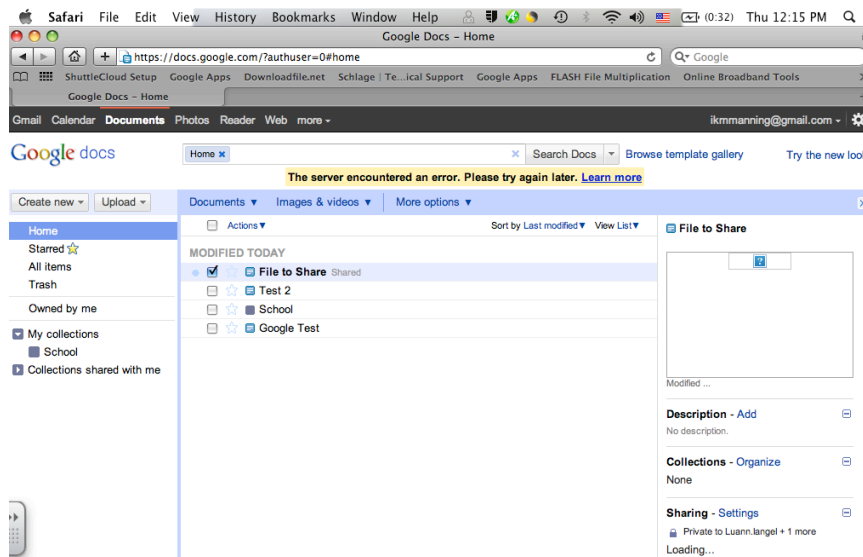 Safari File Edit View History Bookmarks Window Help (0:32) Thu 12:15 PM
Google Docs - Home
https://docs.google.com/?authuser=0#home Google
ShuttleCloud Setup Google Apps Downloadfile.net Schlage | Te...ical Support Google Apps FLASH File Multiplication Online Broadband Tools
Google Docs - Home
Gmail Calendar Documents Photos Reader Web more ikmmanning@gmail.com
Google docs Home Search Docs Browse template gallery Try the new loo
The server encountered an error. Please try again later. Learn more
Create new Upload Documents Images & videos More options
Home
Starred
All items
Trash
Owned by me
My collections
School
Collections shared with me
Actions Sort by Last modified View List
MODIFIED TODAY
File to Share Shared
Test 2
School
Google Test
File to Share
Modified ...
Description - Add
No description.
Collections - Organize
None
Sharing - Settings
Private to Luann.langel + 1 more
Loading...